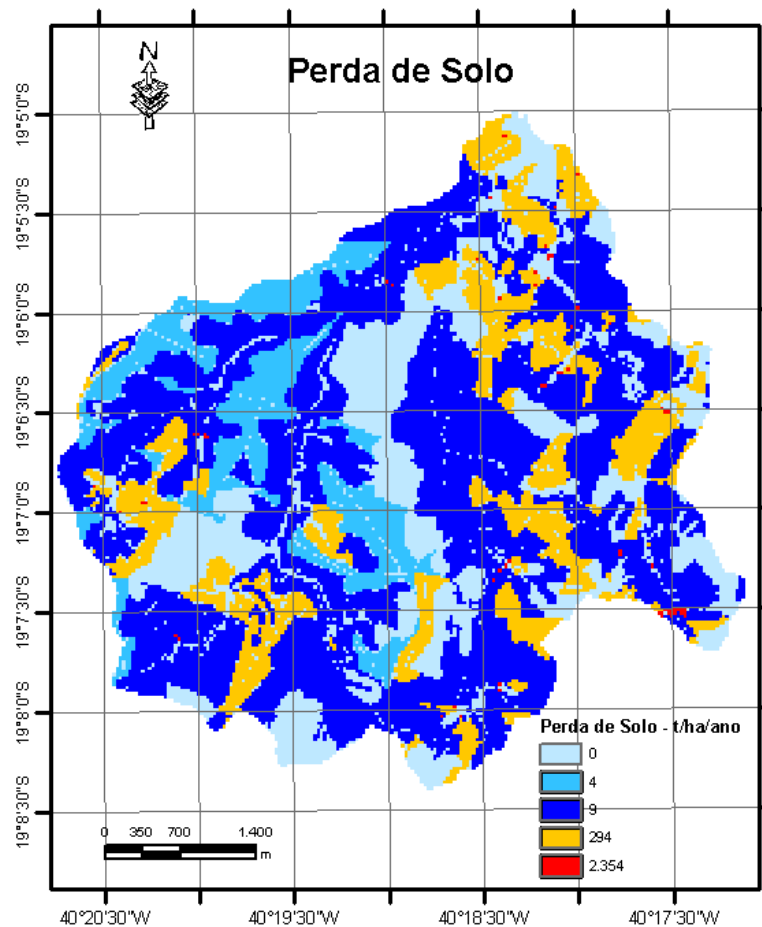 N
Perda de Solo
19°5'0"S
19°5'30"S
19°6'0"S
19°6'30"S
19°7'0"S
19°7'30"S
19°8'0"S
19°8'30"S
Perda de Solo - t/ha/ano
0
4
9
294
2.354
0 350 700 1.400
m
40°20'30"W 40°19'30"W 40°18'30"W 40°17'30"W